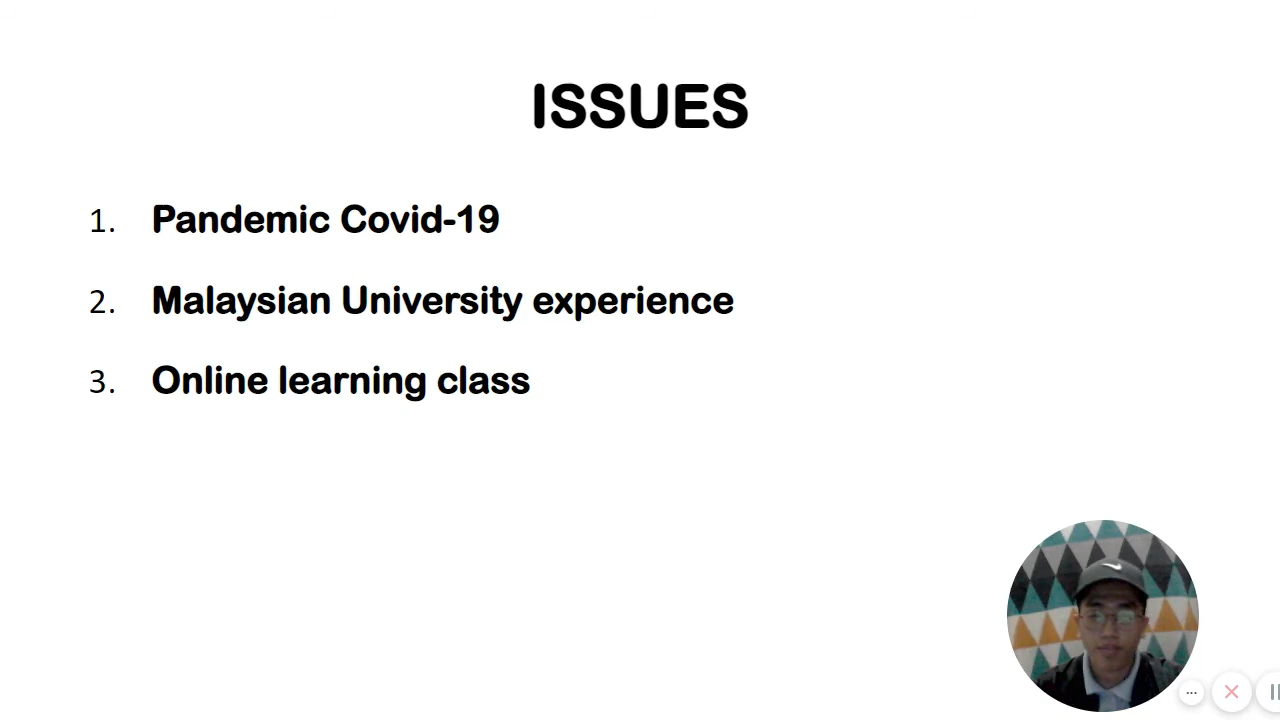 ISSUES
1. Pandemic Covid-19
2. Malaysian University experience
3. Online learning class